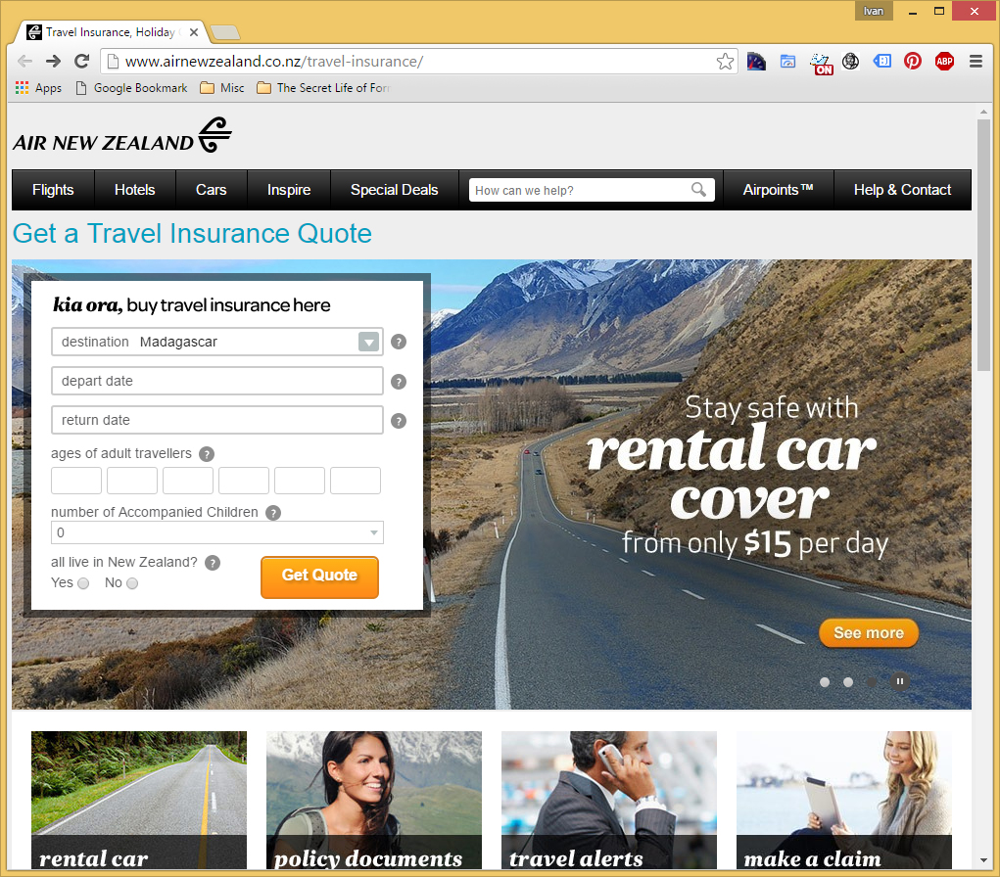 Ivan
Travel Insurance, Holiday
www.airnewzealand.co.nz/travel-insurance/
ON
ABP
Apps
Google Bookmark
Misc
The Secret Life of For
AIR NEW ZEALAND
Flights
Hotels
Cars
Inspire
Special Deals
How can we help?
Airpoints™
Help & Contact
Get a Travel Insurance Quote
kia ora, buy travel insurance here
destination Madagascar
?
depart date
?
return date
?
ages of adult travellers ?
number of Accompanied Children ?
0
all live in New Zealand? ?
Yes No
Get Quote
Stay safe with
rental car
cover
from only $15 per day
See more
rental car
policy documents
travel alerts
make a claim